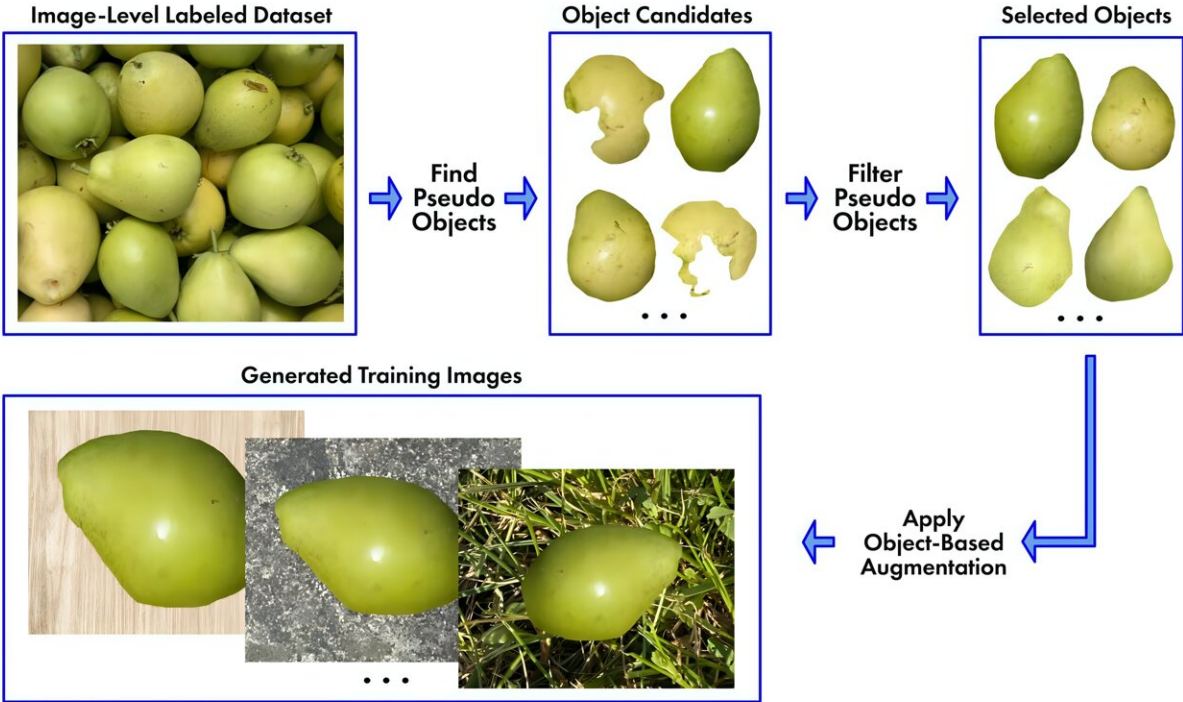 Image-Level Labeled Dataset
Object Candidates
Selected Objects
Find
Pseudo
Objects
Filter
Pseudo
Objects
. . .
. . .
Generated Training Images
Apply
Object-Based
Augmentation
. . .